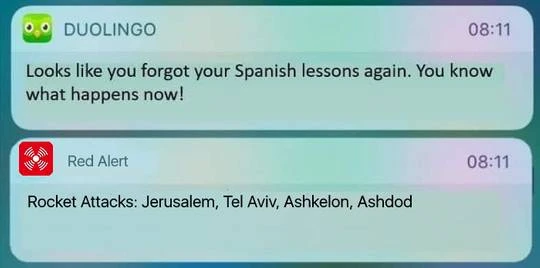 DUOLINGO 08:11
Looks like you forgot your Spanish lessons again. You know
what happens now!
Red Alert 08:11
Rocket Attacks: Jerusalem, Tel Aviv, Ashkelon, Ashdod